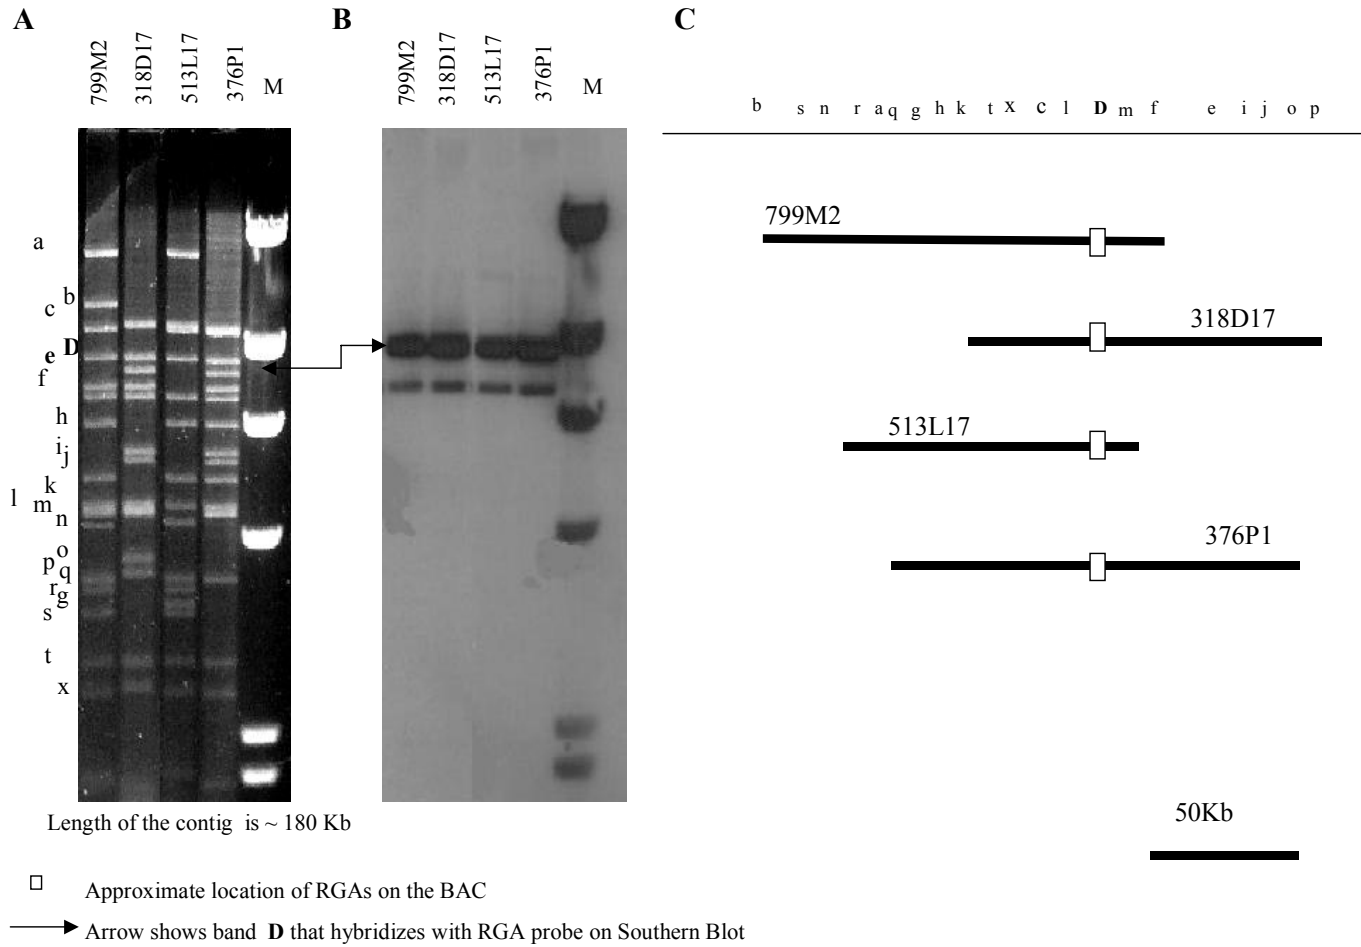 A
799M2
318D17
513L17
376P1
M
a
b
c
D
e
f
h
i j
k
l
m
n
o
p q
r g
s
t
x
Length of the contig is ~ 180 Kb
B
799M2
318D17
513L17
376P1
M
C
b s n r a q g h k t x c l D m f e i j o p
799M2
318D17
513L17
376P1
50Kb
Approximate location of RGAs on the BAC
Arrow shows band D that hybridizes with RGA probe on Southern Blot